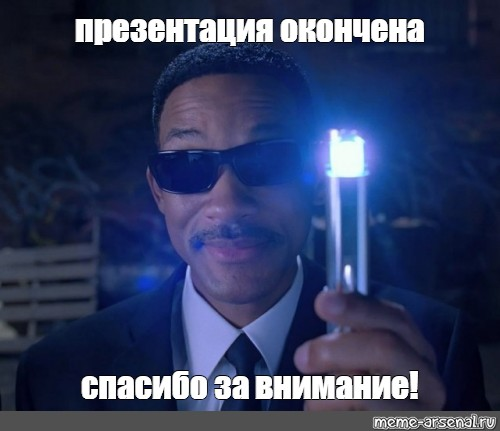 презентация окончена
спасибо за внимание!
meme-arsenal.ru